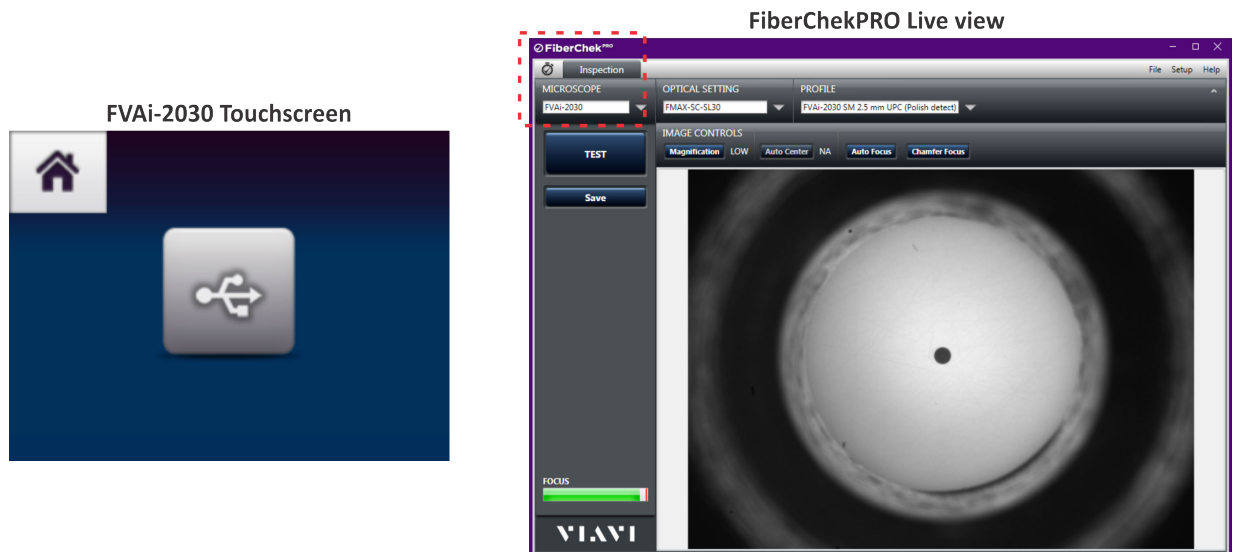 FiberChekPRO Live view
FVAi-2030 Touchscreen
FiberChek PRO
Inspection
File Setup Help
MICROSCOPE
FVAi-2030
OPTICAL SETTING
FMAX-SC-SL30
PROFILE
FVAi-2030 SM 2.5 mm UPC (Polish detect)
TEST
Save
IMAGE CONTROLS
Magnification LOW Auto Center NA Auto Focus Chamfer Focus
FOCUS
VIAVI